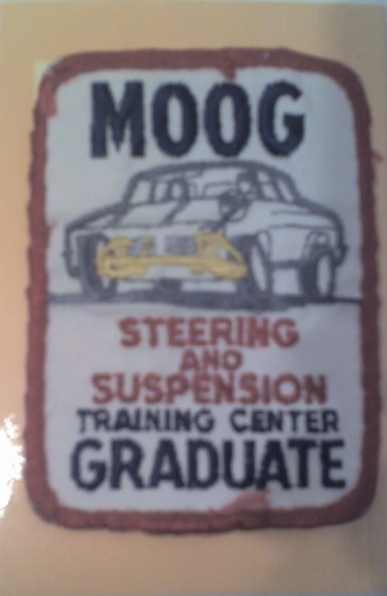 MOOG
STEERING
AND
SUSPENSION
TRAINING CENTER
GRADUATE